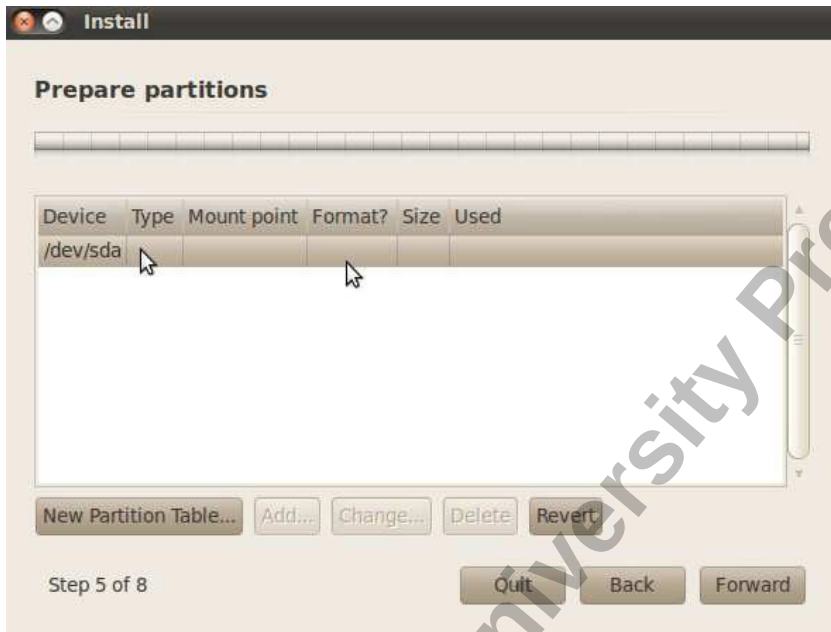 Install
Prepare partitions
Device Type Mount point Format? Size Used
/dev/sda
New Partition Table... Add... Change... Delete Revert
Step 5 of 8 Quit Back Forward